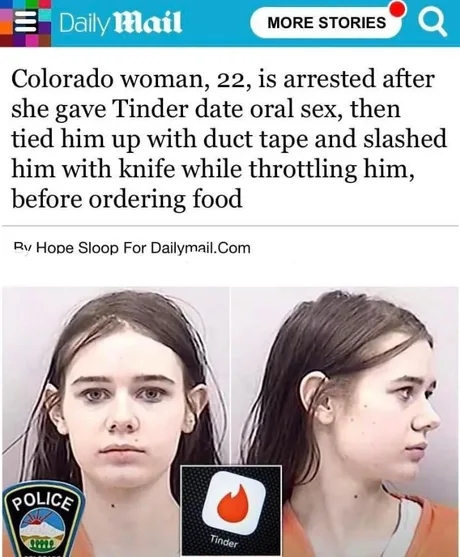 Daily Mail
MORE STORIES
Colorado woman, 22, is arrested after
she gave Tinder date oral sex, then
tied him up with duct tape and slashed
him with knife while throttling him,
before ordering food
By Hope Sloop For Dailymail.Com
POLICE
Tinder